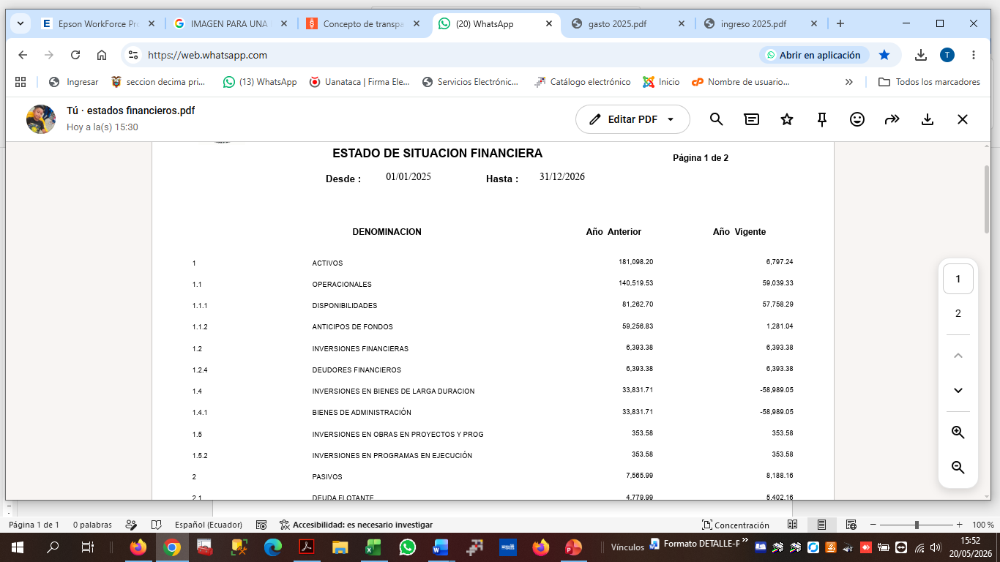 Epson WorkForce Pr
IMAGEN PARA UNA
Concepto de transpa
(20) WhatsApp
gasto 2025.pdf
ingreso 2025.pdf
https://web.whatsapp.com
Abrir en aplicación
T
Ingresar
seccion decima pri...
(13) WhatsApp
Uanataca | Firma Ele...
Servicios Electrónic...
Catálogo electrónico
Inicio
Nombre de usuario...
Todos los marcadores
Tú · estados financieros.pdf
Hoy a la(s) 15:30
Editar PDF
ESTADO DE SITUACION FINANCIERA
Página 1 de 2
Desde : 01/01/2025 Hasta : 31/12/2026
DENOMINACION Año Anterior Año Vigente
1 ACTIVOS 181,098.20 6,797.24
1.1 OPERACIONALES 140,519.53 59,039.33
1.1.1 DISPONIBILIDADES 81,262.70 57,758.29
1.1.2 ANTICIPOS DE FONDOS 59,256.83 1,281.04
1.2 INVERSIONES FINANCIERAS 6,393.38 6,393.38
1.2.4 DEUDORES FINANCIEROS 6,393.38 6,393.38
1.4 INVERSIONES EN BIENES DE LARGA DURACION 33,831.71 -58,989.05
1.4.1 BIENES DE ADMINISTRACIÓN 33,831.71 -58,989.05
1.5 INVERSIONES EN OBRAS EN PROYECTOS Y PROG 353.58 353.58
1.5.2 INVERSIONES EN PROGRAMAS EN EJECUCIÓN 353.58 353.58
2 PASIVOS 7,565.99 8,188.16
2.1 DEUDA FLOTANTE 4,779.99 5,402.16
1
2
Página 1 de 1
0 palabras
Español (Ecuador)
Accesibilidad: es necesario investigar
Concentración
100 %
Vínculos
Formato DETALLE-F
15:52
20/05/2026